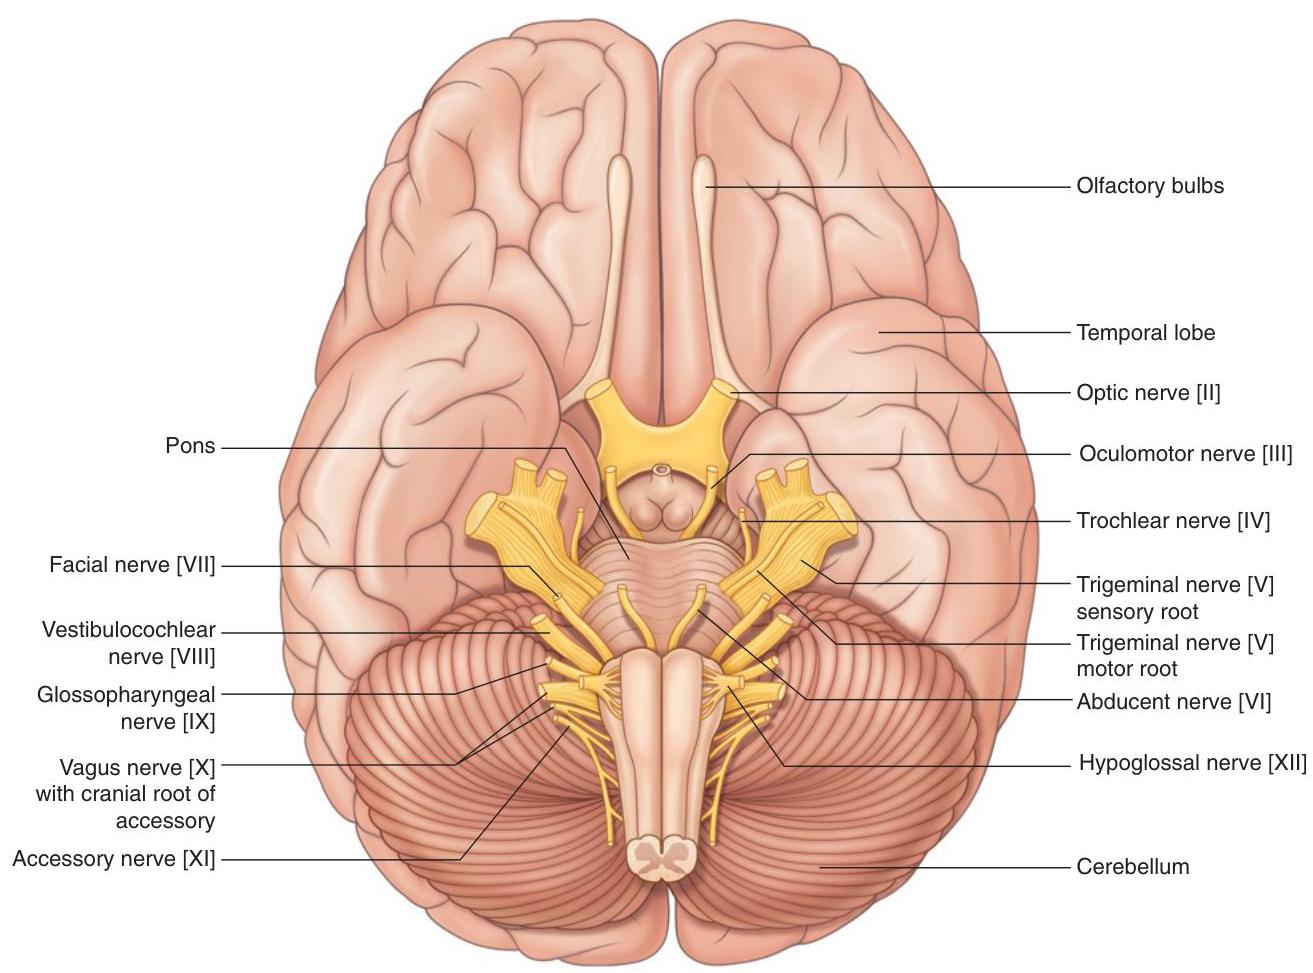 Olfactory bulbs
Temporal lobe
Optic nerve [II]
Pons
Oculomotor nerve [III]
Trochlear nerve [IV]
Facial nerve [VII]
Trigeminal nerve [V]
sensory root
Vestibulocochlear
nerve [VIII]
Trigeminal nerve [V]
motor root
Glossopharyngeal
nerve [IX]
Abducent nerve [VI]
Vagus nerve [X]
with cranial root of
accessory
Hypoglossal nerve [XII]
Accessory nerve [XI]
Cerebellum